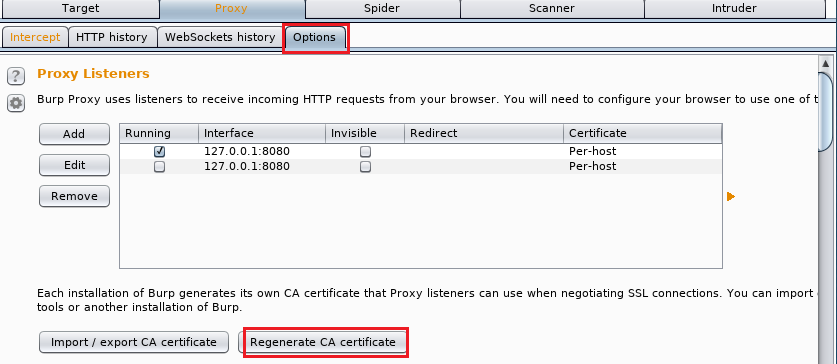 Target Proxy Spider Scanner Intruder
Intercept HTTP history WebSockets history Options
? Proxy Listeners
Burp Proxy uses listeners to receive incoming HTTP requests from your browser. You will need to configure your browser to use one of t
Add Running Interface Invisible Redirect Certificate
127.0.0.1:8080 Per-host
Edit 127.0.0.1:8080 Per-host
Remove
Each installation of Burp generates its own CA certificate that Proxy listeners can use when negotiating SSL connections. You can import
tools or another installation of Burp.
Import / export CA certificate Regenerate CA certificate